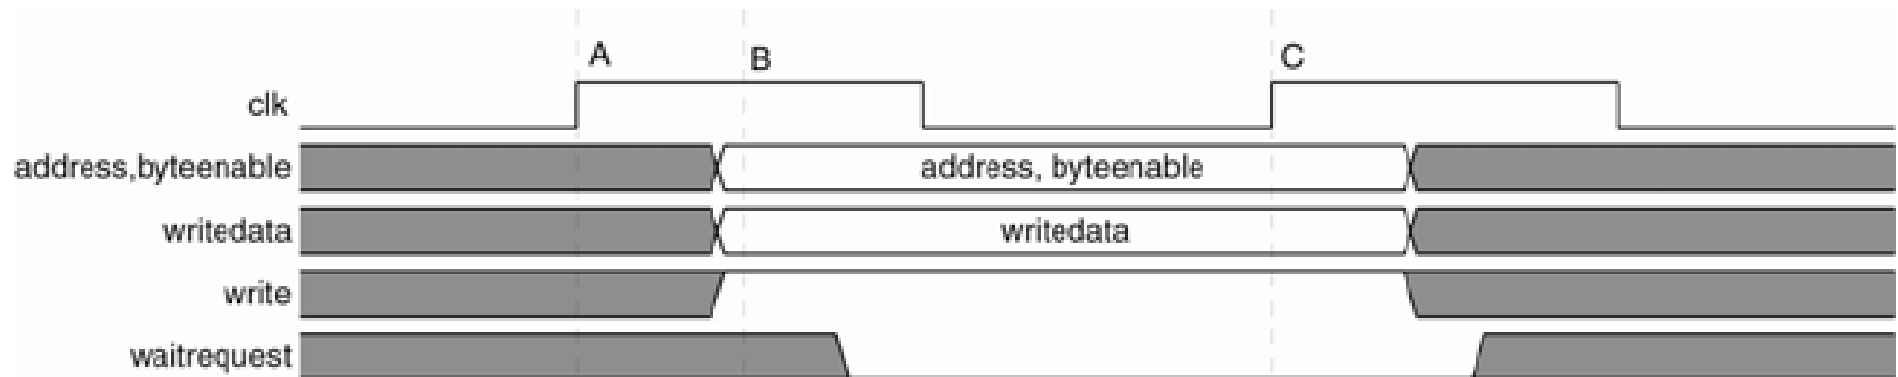 A B C
clk
address,byteenable address, byteenable
writedata writedata
write
waitrequest